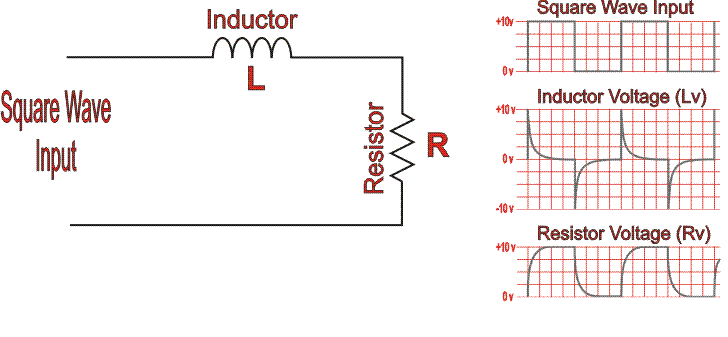 Inductor
L
Square Wave
Input
Resistor
R
Square Wave Input
+10v
0v
Inductor Voltage (Lv)
+10v
0v
-10v
Resistor Voltage (Rv)
+10v
0v